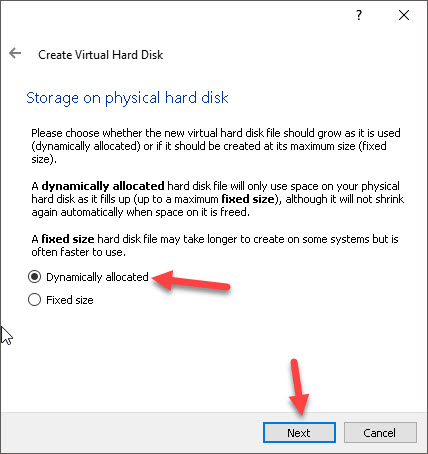 ?
Create Virtual Hard Disk
Storage on physical hard disk
Please choose whether the new virtual hard disk file should grow as it is used
(dynamically allocated) or if it should be created at its maximum size (fixed
size).
A dynamically allocated hard disk file will only use space on your physical
hard disk as it fills up (up to a maximum fixed size), although it will not shrink
again automatically when space on it is freed.
A fixed size hard disk file may take longer to create on some systems but is
often faster to use.
Dynamically allocated
Fixed size
Next
Cancel